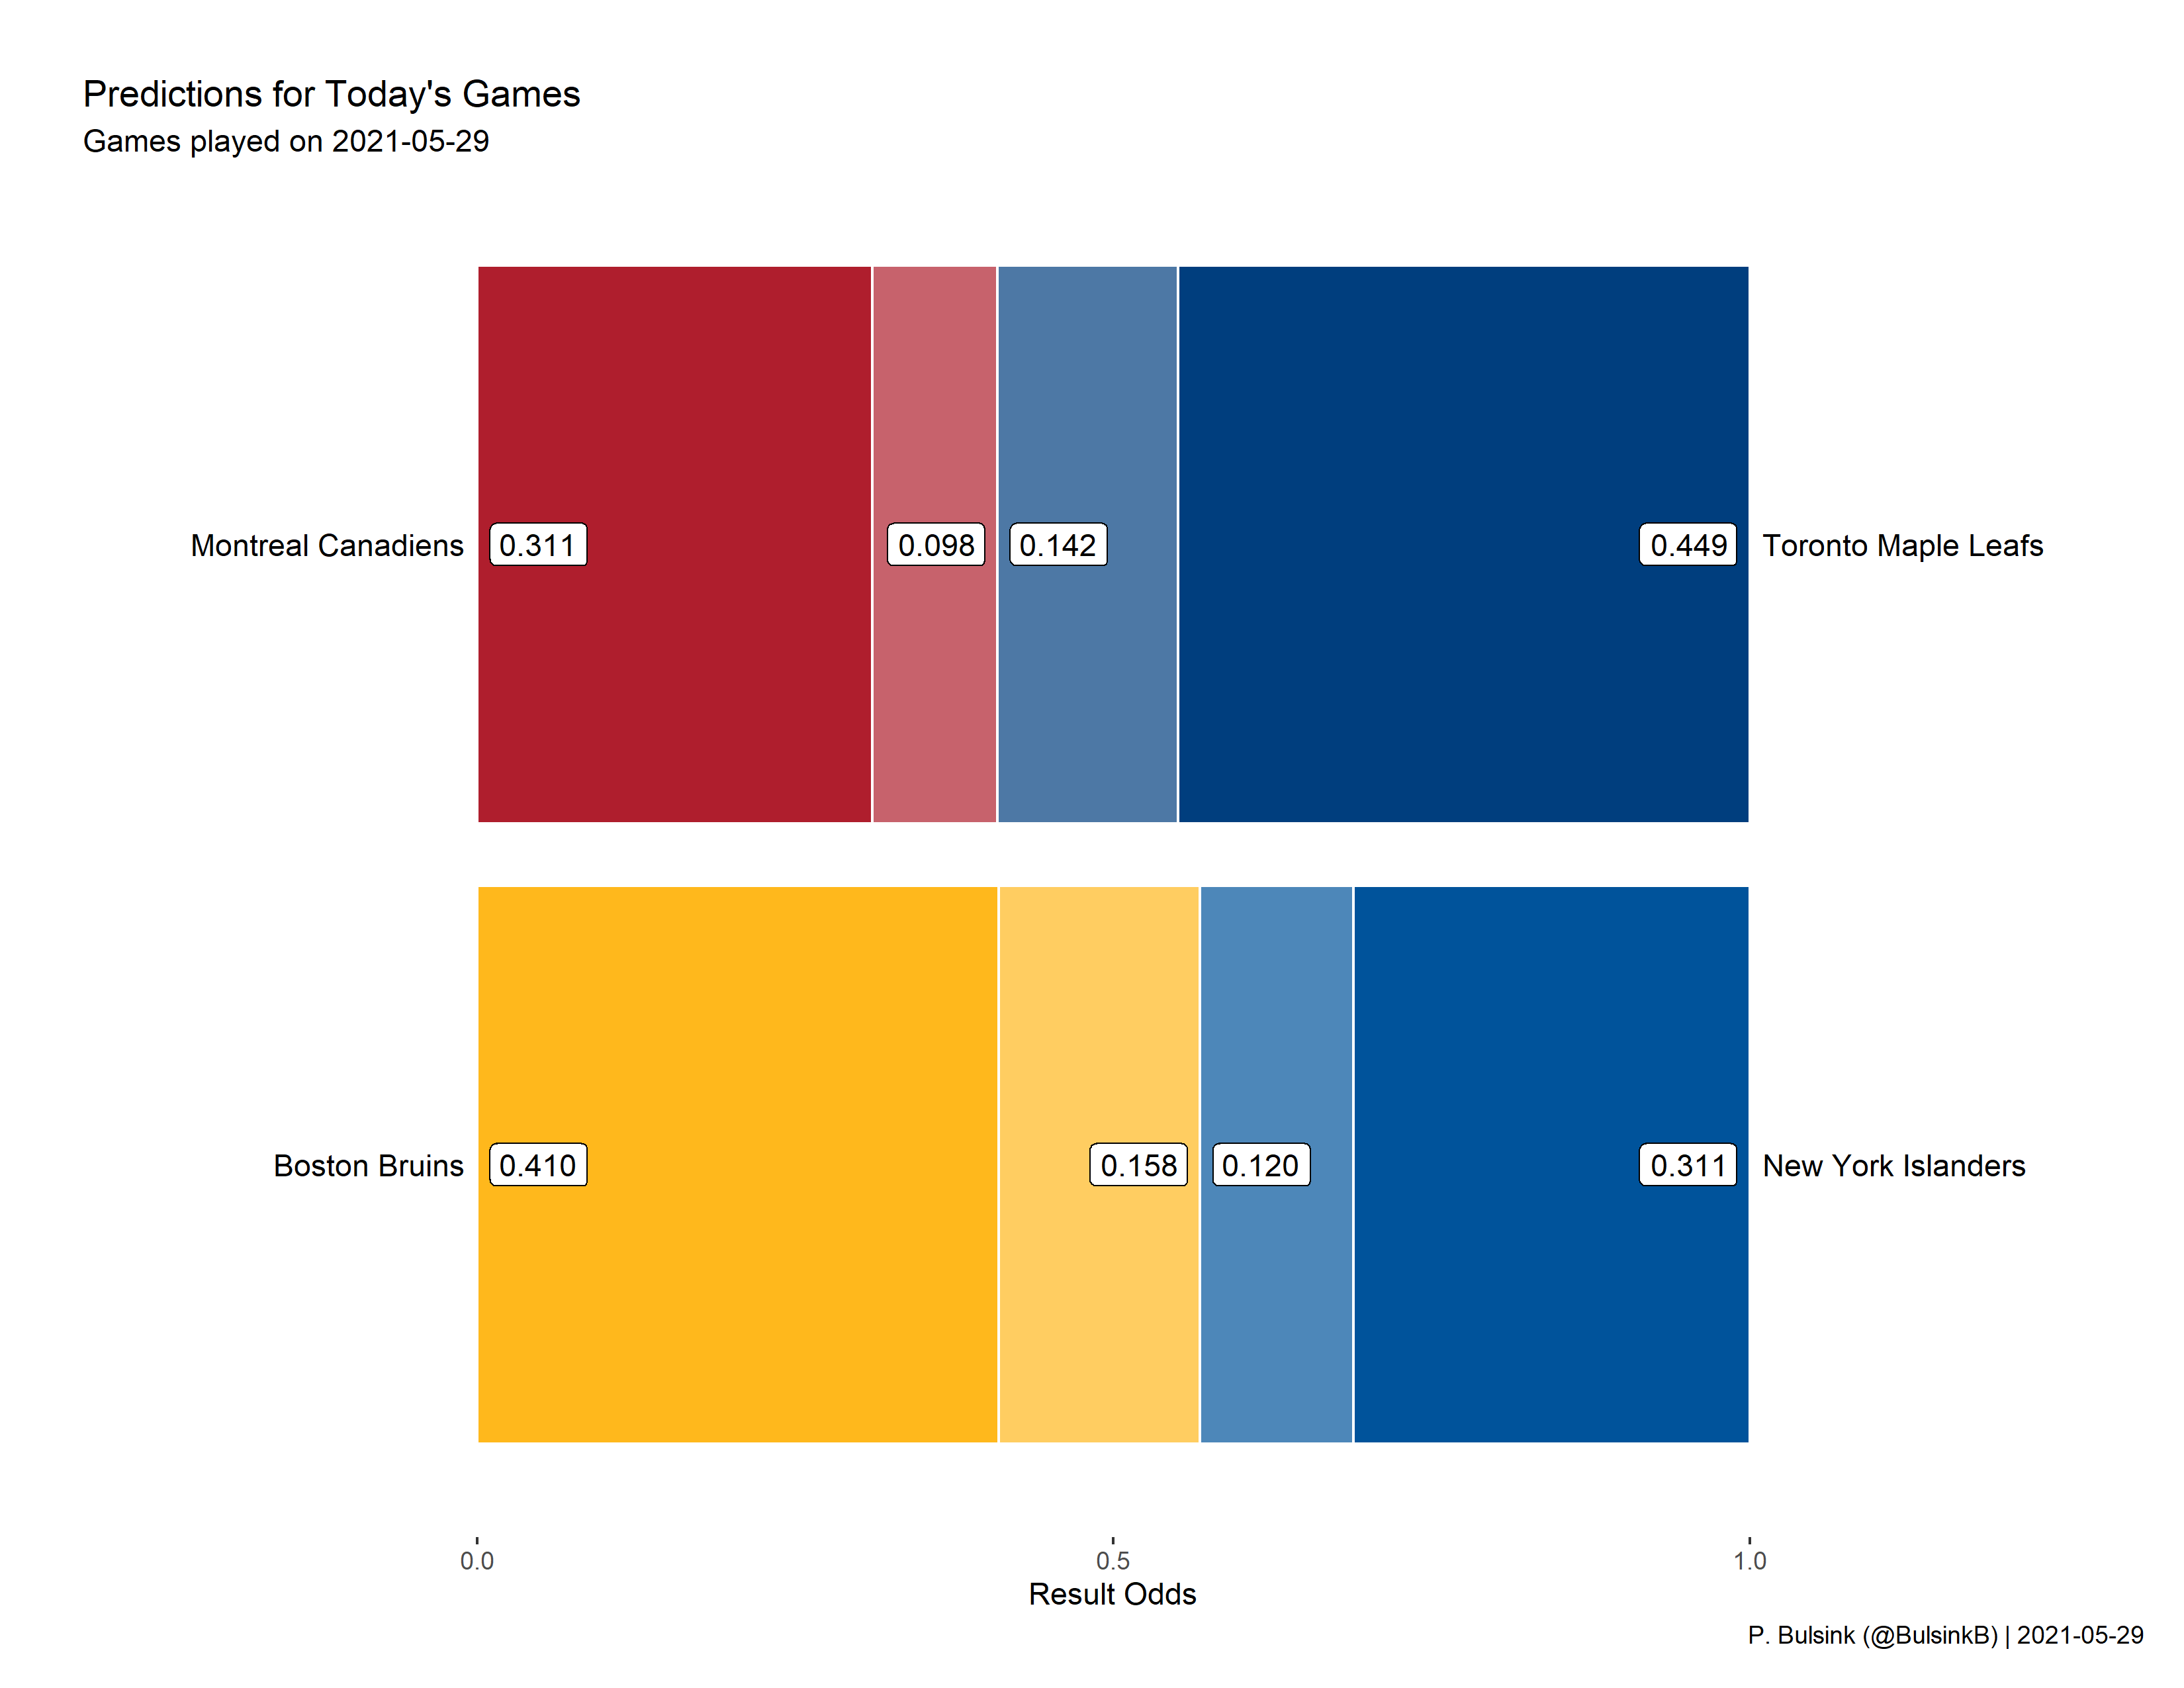 Predictions for Today's Games
Games played on 2021-05-29
Montreal Canadiens 0.311 0.098 0.142 0.449 Toronto Maple Leafs
Boston Bruins 0.410 0.158 0.120 0.311 New York Islanders
0.0 0.5 1.0
Result Odds
P. Bulsink (@BulsinkB) | 2021-05-29